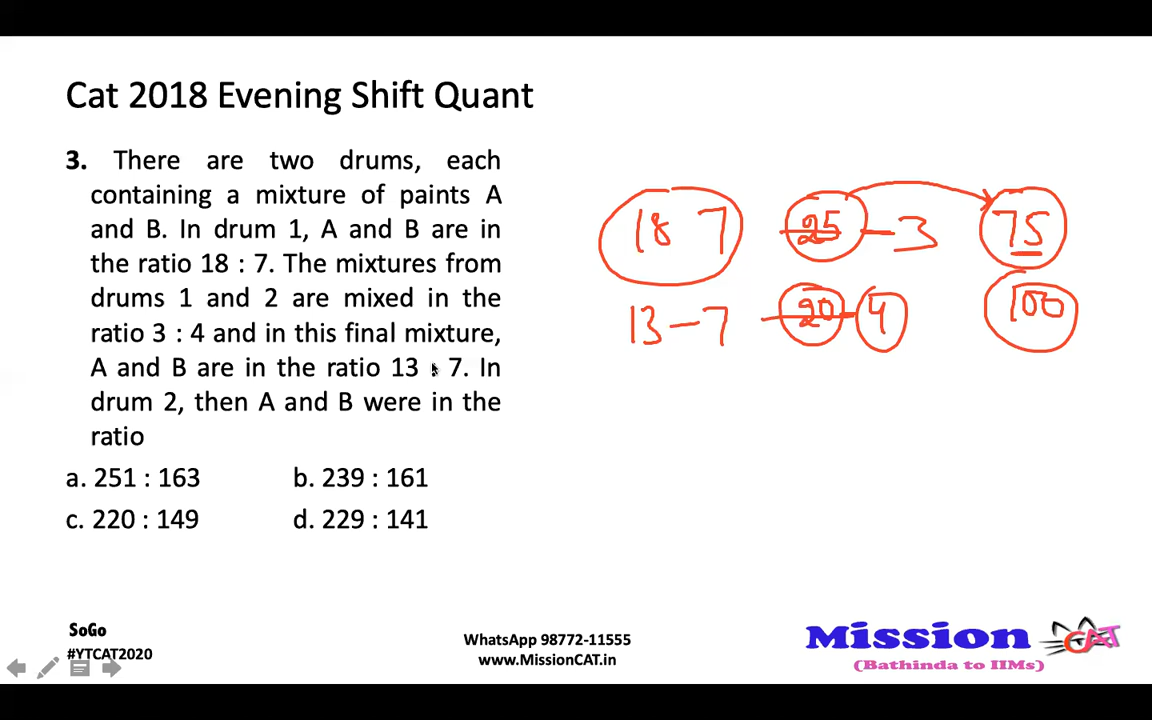 Cat 2018 Evening Shift Quant
3. There are two drums, each
containing a mixture of paints A
and B. In drum 1, A and B are in
the ratio 18 : 7. The mixtures from
drums 1 and 2 are mixed in the
ratio 3 : 4 and in this final mixture,
A and B are in the ratio 13 : 7. In
drum 2, then A and B were in the
ratio
a. 251 : 163 b. 239 : 161
c. 220 : 149 d. 229 : 141
18 7 25 - 3 75
13 - 7 20 4 100
SoGo
#YTCAT2020
WhatsApp 98772-11555
www.MissionCAT.in
Mission CAT
(Bathinda to IIMs)